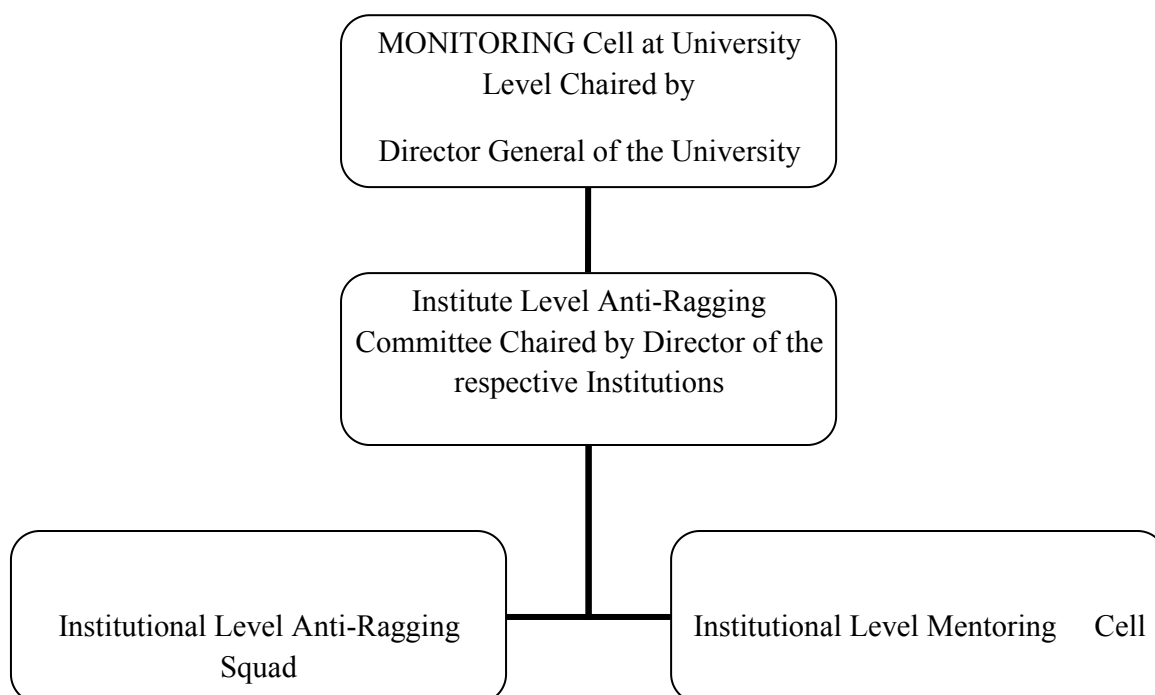 MONITORING Cell at University
Level Chaired by
Director General of the University
Institute Level Anti-Ragging
Committee Chaired by Director of the
respective Institutions
Institutional Level Anti-Ragging
Squad
Institutional Level Mentoring Cell